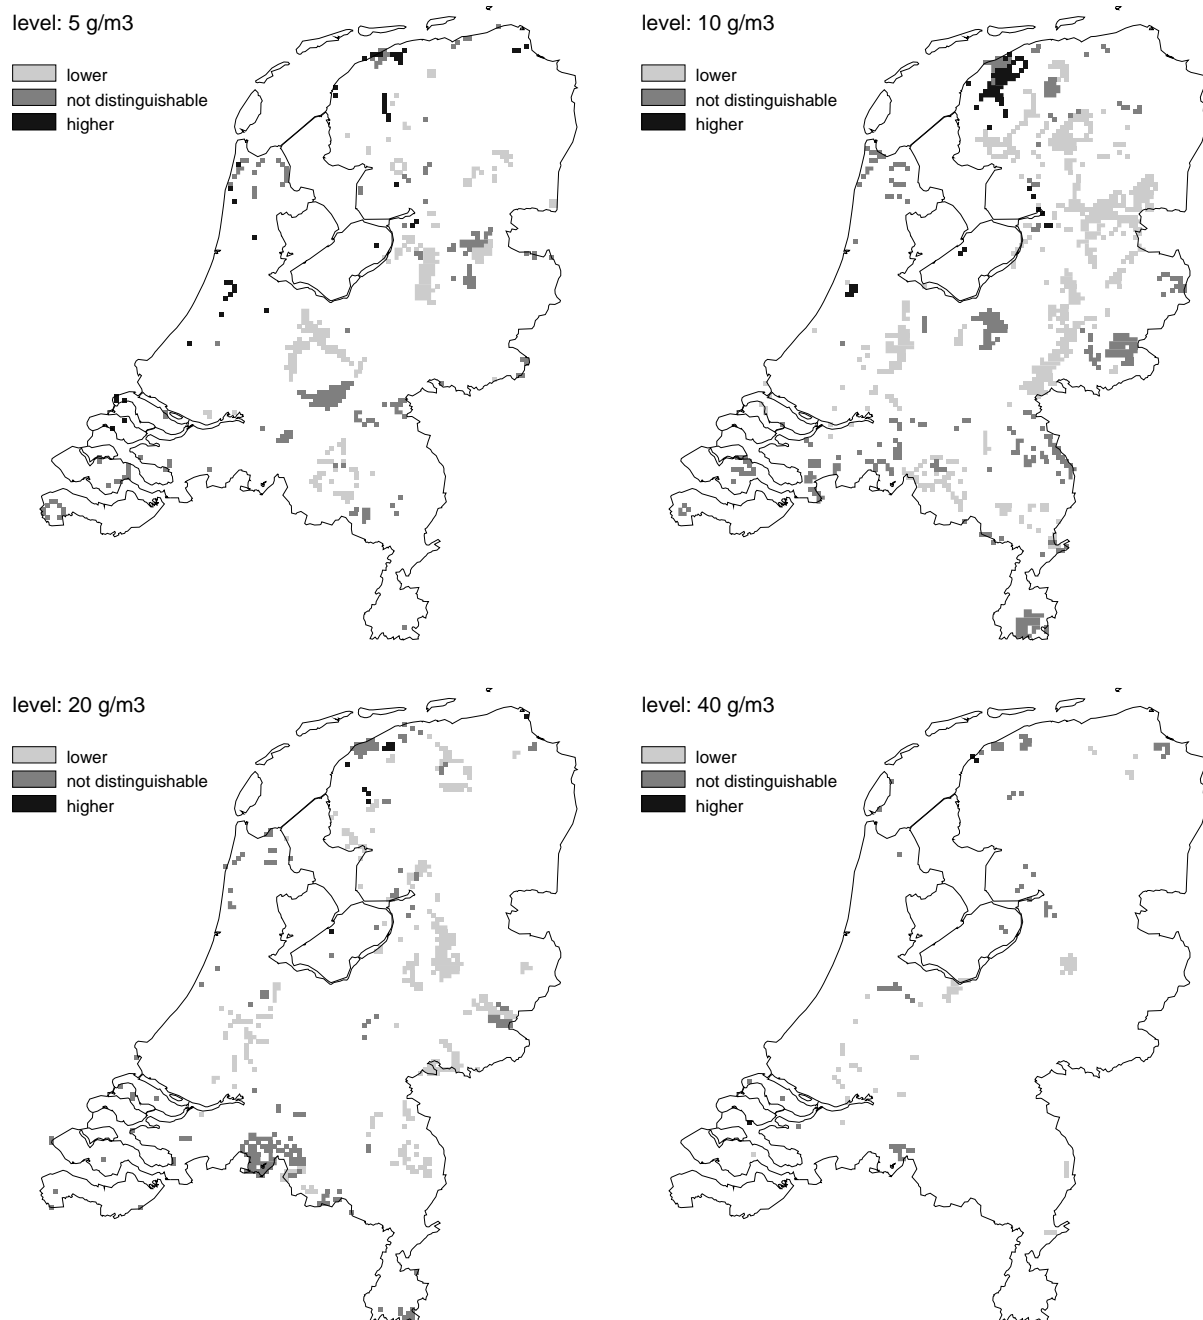 level: 5 g/m3
lower
not distinguishable
higher
level: 10 g/m3
lower
not distinguishable
higher
level: 20 g/m3
lower
not distinguishable
higher
level: 40 g/m3
lower
not distinguishable
higher